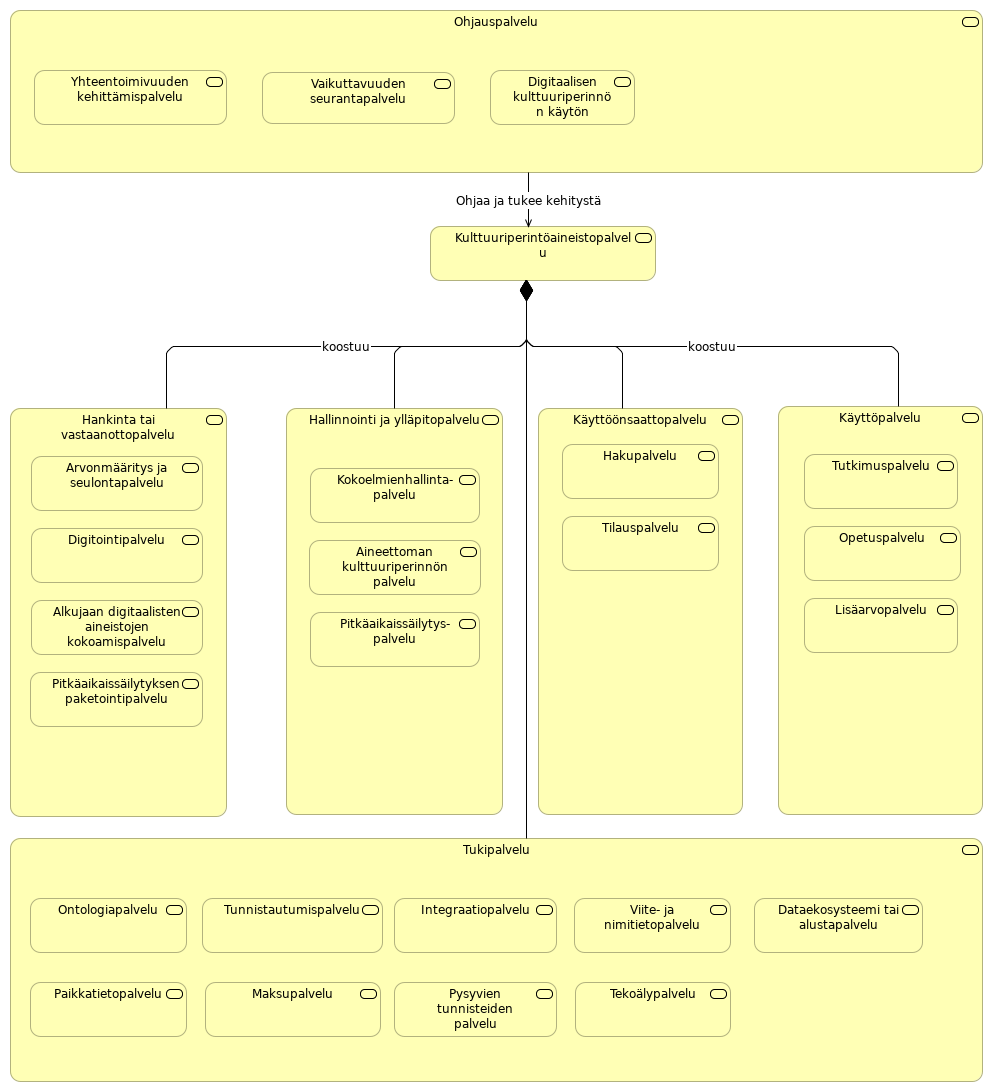 Ohjauspalvelu
Yhteentoimivuuden
kehittämispalvelu
Vaikuttavuuden
seurantapalvelu
Digitaalisen
kulttuuriperinnö
n käytön
Ohjaa ja tukee kehitystä
Kulttuuriperintöaineistopalvel
u
koostuu
koostuu
Hankinta tai
vastaanottopalvelu
Arvonmääritys ja
seulontapalvelu
Digitointipalvelu
Alkujaan digitaalisten
aineistojen
kokoamispalvelu
Pitkäaikaissäilytyksen
paketointipalvelu
Hallinnointi ja ylläpitopalvelu
Kokoelmienhallinta-
palvelu
Aineettoman
kulttuuriperinnön
palvelu
Pitkäaikaissäilytys-
palvelu
Käyttöönsaattopalvelu
Hakupalvelu
Tilauspalvelu
Käyttöpalvelu
Tutkimuspalvelu
Opetuspalvelu
Lisäarvopalvelu
Tukipalvelu
Ontologiapalvelu
Tunnistautumispalvelu
Integraatiopalvelu
Viite- ja
nimitietopalvelu
Dataekosysteemi tai
alustapalvelu
Paikkatietopalvelu
Maksupalvelu
Pysyvien
tunnisteiden
palvelu
Tekoälypalvelu